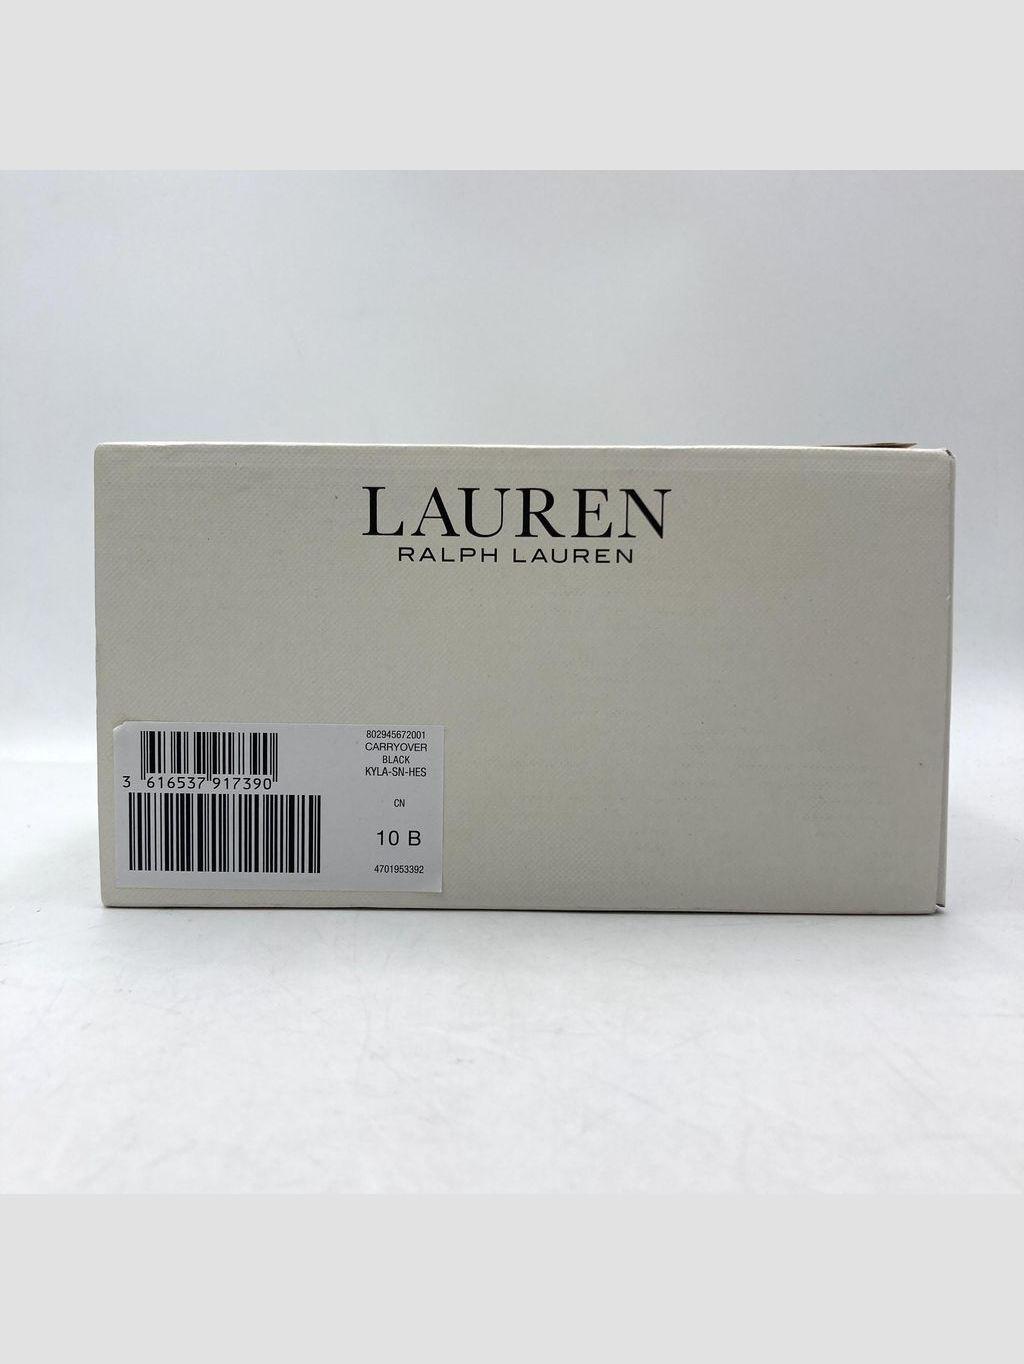 LAUREN
RALPH LAUREN
802945672001
CARRYOVER
BLACK
KYLA-SN-HES
3 616537 917390
CN
10 B
4701953392